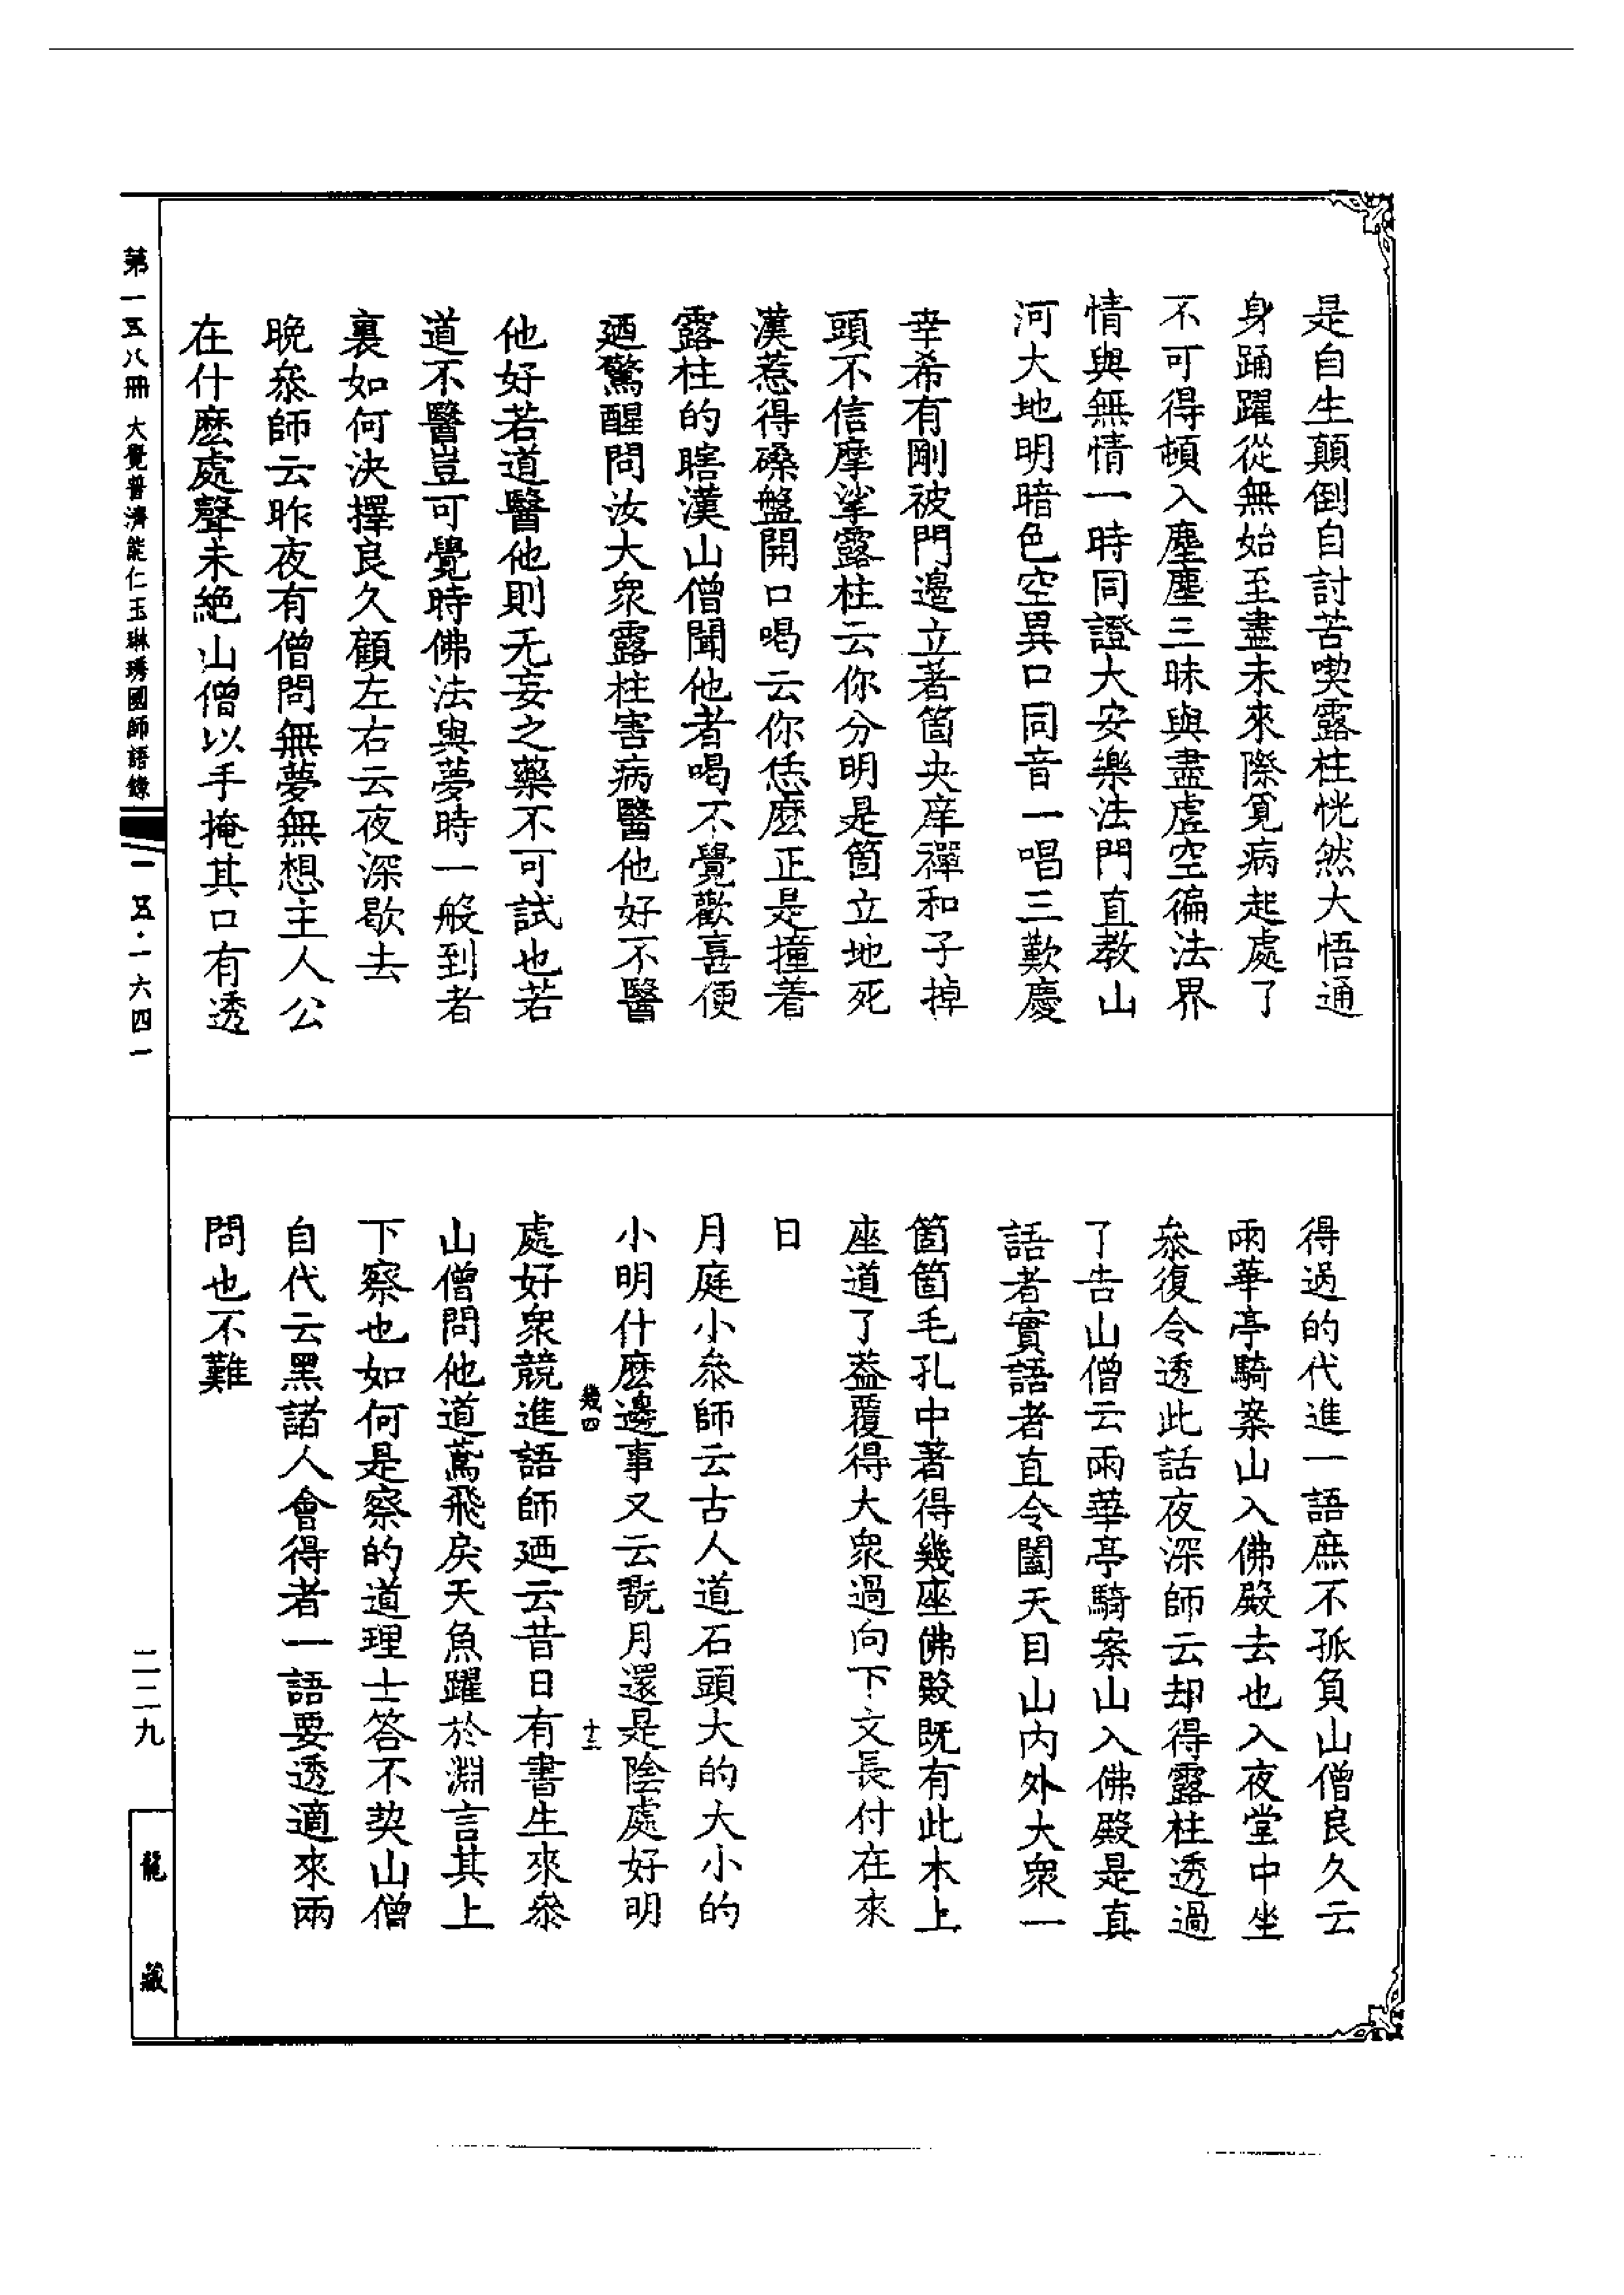 是自生顛倒自討苦喫露柱恍然大悟通
身踊躍從無始至盡未來際覓病起處了
不可得頓入塵塵三昧與盡虛空徧法界
情與無情一時同證大安樂法門直教山
河大地明暗色空異口同音一唱三歎慶
幸希有剛被門邊立著箇央庠禪和子掉
頭不信摩挲露柱云你分明是箇立地死
漢惹得磉盤開口喝云你恁麼正是撞着
露柱的瞎漢山僧聞他者喝不覺歡喜便
廼驚醒問汝大衆露柱害病醫他好不醫
他好若道醫他則无妄之藥不可試也若
道不醫豈可覺時佛法與夢時一般到者
裏如何決擇良久顧左右云夜深歇去
晚叅師云昨夜有僧問無夢無想主人公
在什麽處聲未絕山僧以手掩其口有透
得過的代進一語庶不孤負山僧良久云
兩華亭騎案山入佛殿去也入夜堂中坐
叅復令透此話夜深師云却得露柱透過
了告山僧云兩華亭騎案山入佛殿是真
語者實語者直令闔天目山內外大衆一
箇箇毛孔中著得幾座佛殿既有此木上
座道了葢覆得大衆過向下文長付在來
日
月庭小叅師云古人道石頭大的大小的
小明什麽邊事又云翫月還是陰處好明
處好衆競進語師廼云昔日有書生來叅
山僧問他道鳶飛戾天魚躍於淵言其上
下察也如何是察的道理士答不契山僧
自代云黑諸人會得者一語要透適來兩
問也不難
幾四
十三
第一五八冊 大覺普濟能仁玉琳琇國師語錄
一五·一六四一
二二九
龍藏